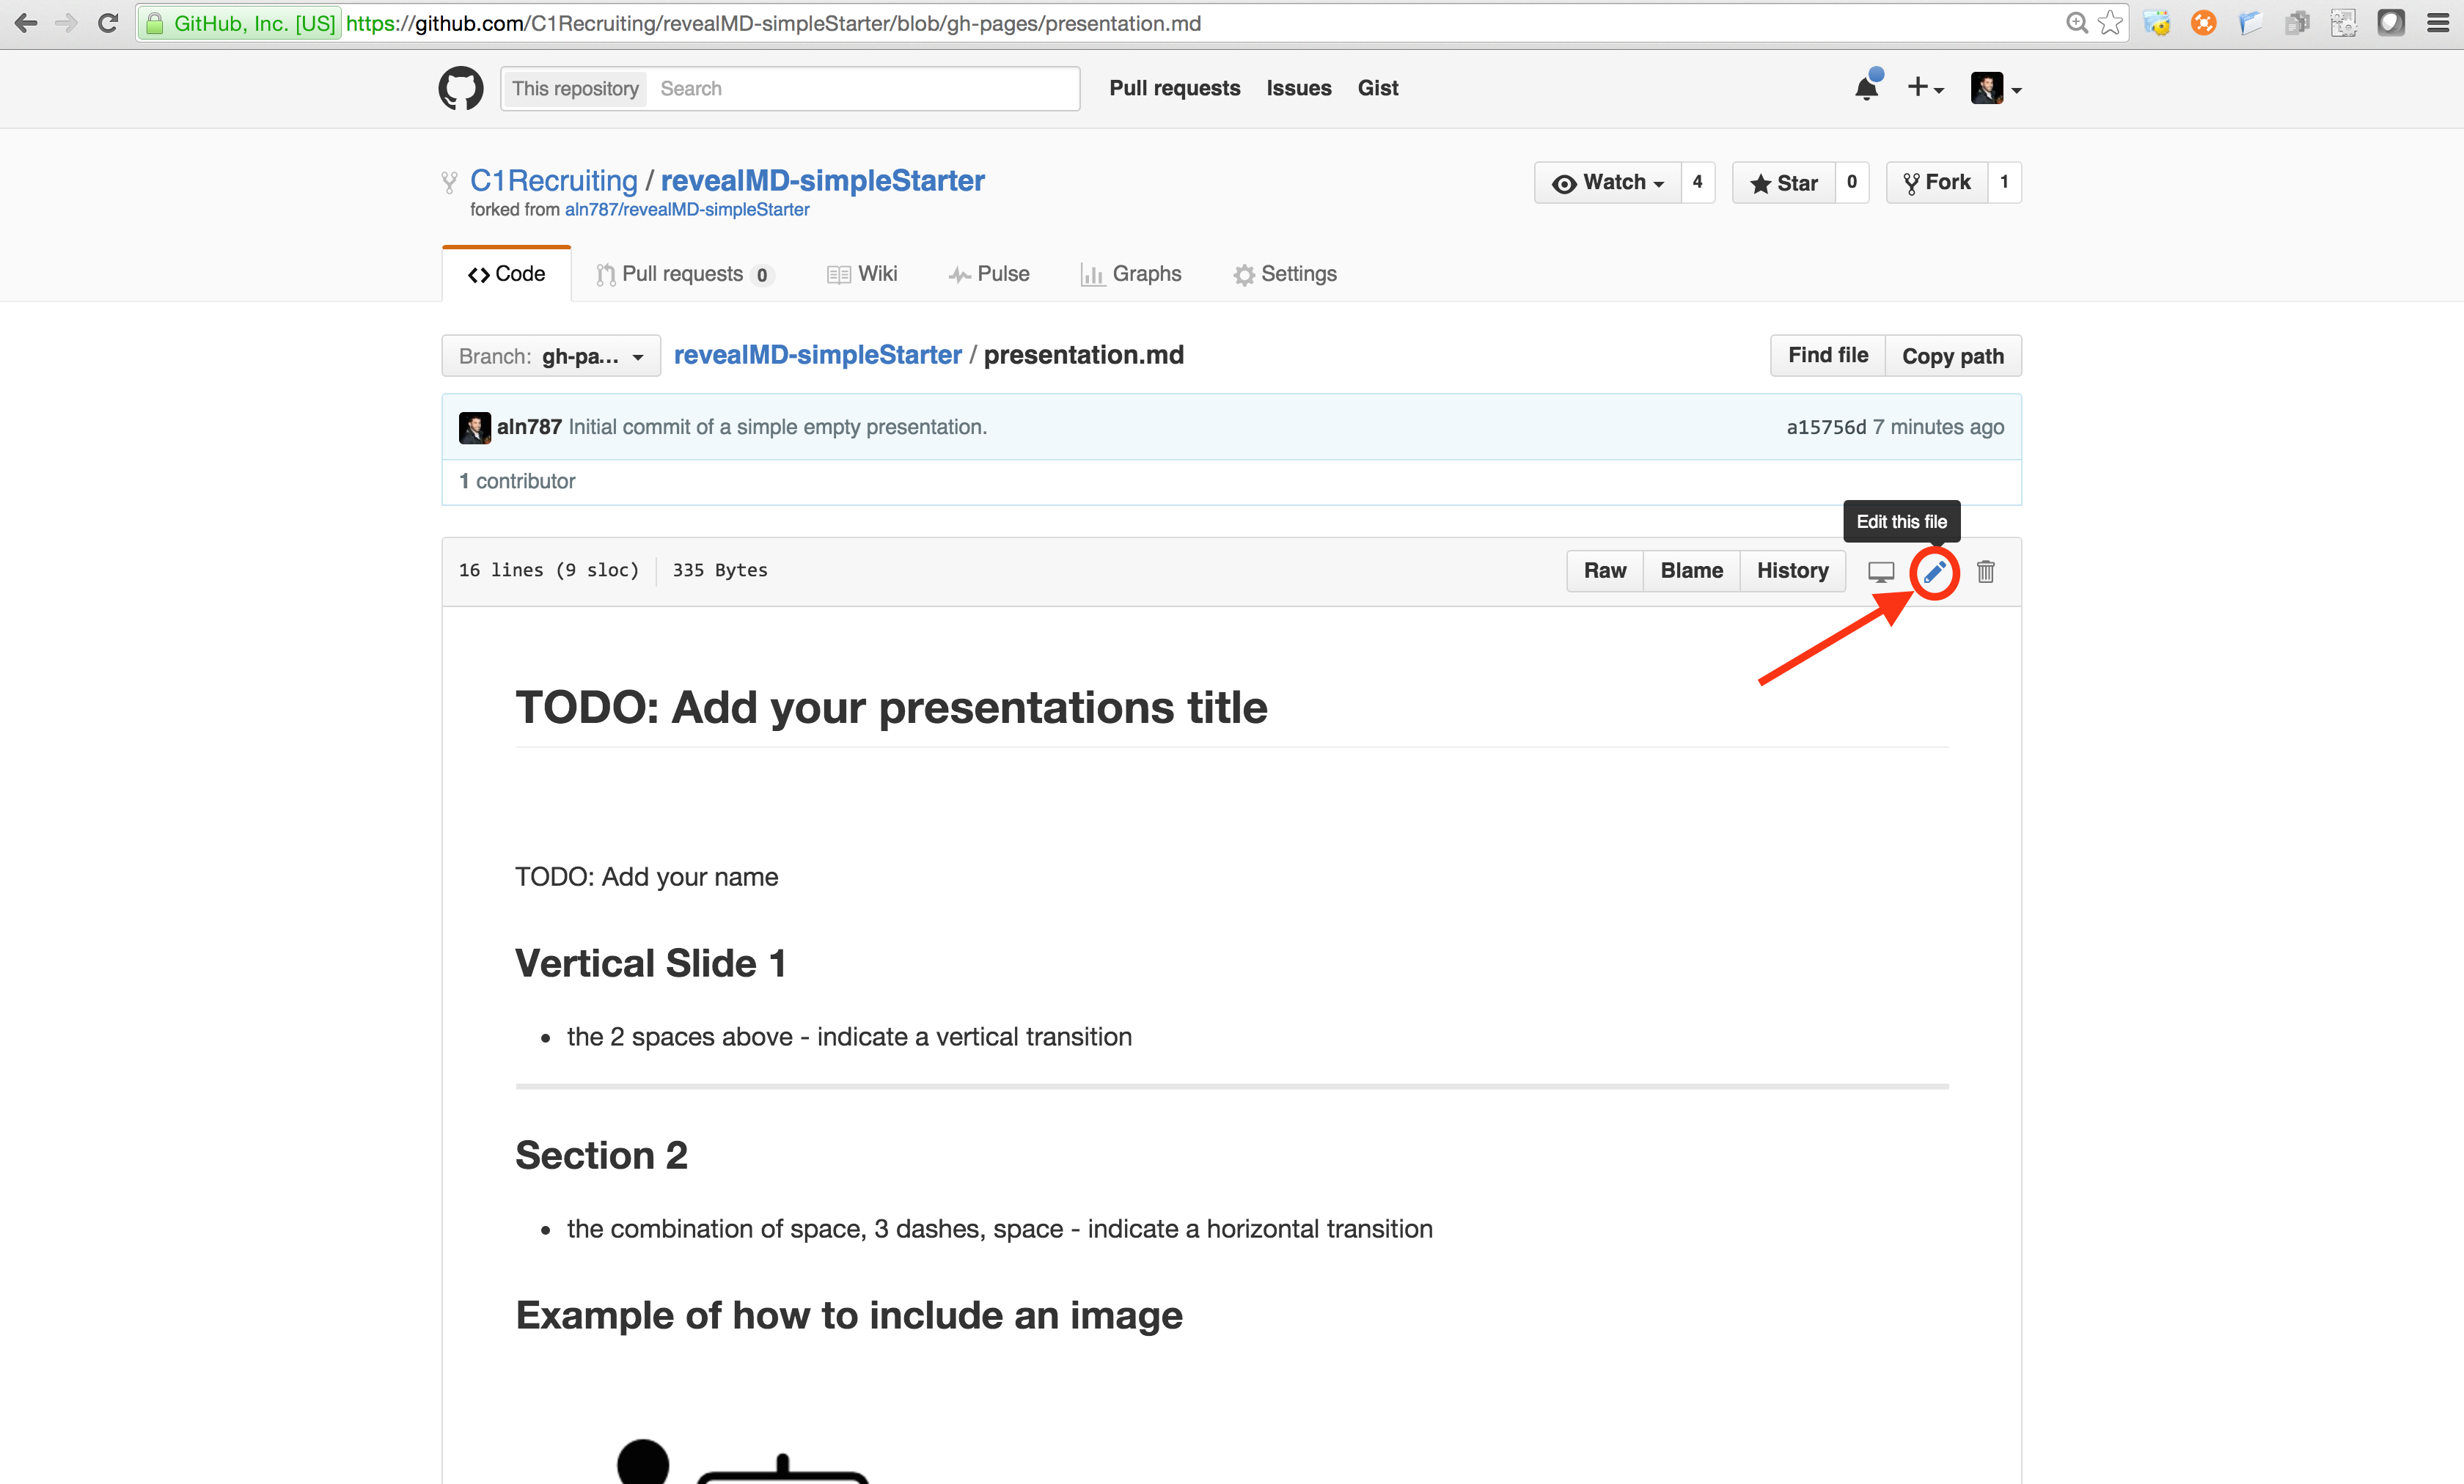 GitHub, Inc. [US] https://github.com/C1Recruiting/revealMD-simpleStarter/blob/gh-pages/presentation.md
This repository Search Pull requests Issues Gist
C1Recruiting / revealMD-simpleStarter Watch 4 Star 0 Fork 1
forked from aln787/revealMD-simpleStarter
Code Pull requests 0 Wiki Pulse Graphs Settings
Branch: gh-pa... revealMD-simpleStarter / presentation.md Find file Copy path
aln787 Initial commit of a simple empty presentation. a15756d 7 minutes ago
1 contributor
Edit this file
16 lines (9 sloc) 335 Bytes Raw Blame History
TODO: Add your presentations title
TODO: Add your name
Vertical Slide 1
• the 2 spaces above - indicate a vertical transition
Section 2
• the combination of space, 3 dashes, space - indicate a horizontal transition
Example of how to include an image